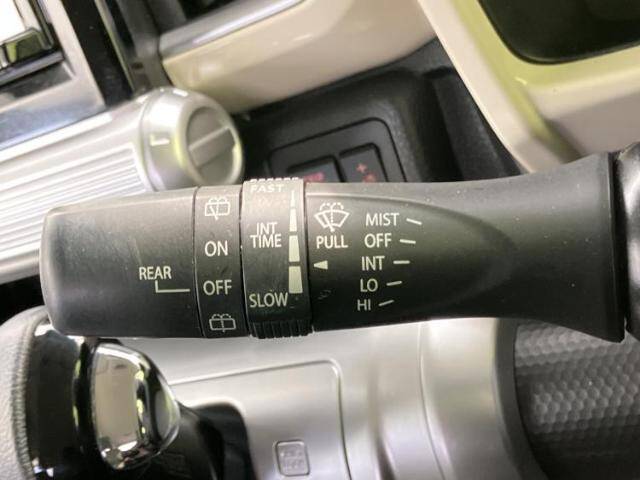 FAST
INT
TIME
SLOW
REAR
ON
OFF
PULL
MIST
OFF
INT
LO
HI